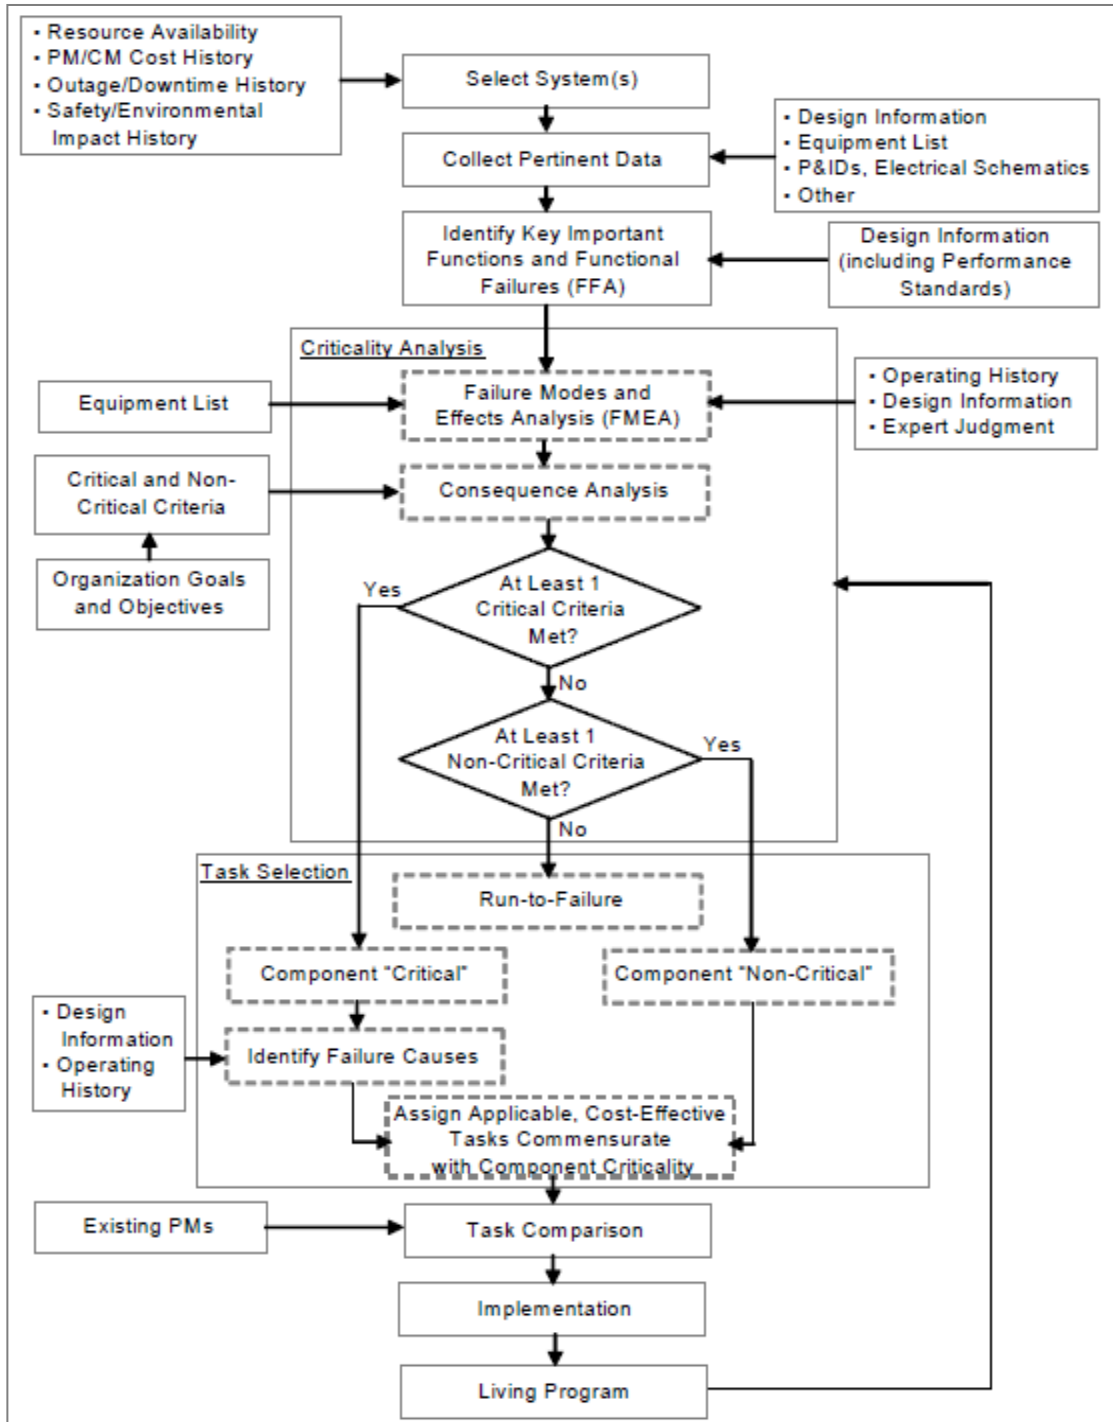 ▪ Resource Availability
▪ PM/CM Cost History
▪ Outage/Downtime History
▪ Safety/Environmental
Impact History
Select System(s)
Collect Pertinent Data
▪ Design Information
▪ Equipment List
▪ P&IDs, Electrical Schematics
▪ Other
Identify Key Important
Functions and Functional
Failures (FFA)
Design Information
(including Performance
Standards)
Criticality Analysis
Equipment List
Failure Modes and
Effects Analysis (FMEA)
▪ Operating History
▪ Design Information
▪ Expert Judgment
Critical and Non-
Critical Criteria
Consequence Analysis
Organization Goals
and Objectives
Yes
At Least 1
Critical Criteria
Met?
No
At Least 1
Non-Critical Criteria
Met?
Yes
No
Task Selection
Run-to-Failure
Component "Critical"
Component "Non-Critical"
▪ Design
Information
▪ Operating
History
Identify Failure Causes
Assign Applicable, Cost-Effective
Tasks Commensurate
with Component Criticality
Existing PMs
Task Comparison
Implementation
Living Program